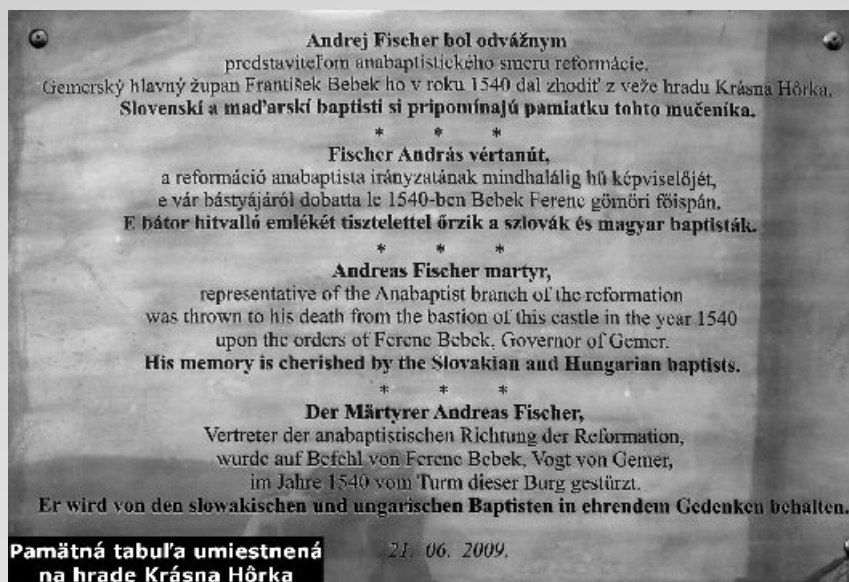 Andrej Fischer bol odvážnym
predstaviteľom anabaptistického smeru reformácie.
Gemerský hlavný župan František Bebek ho v roku 1540 dal zhodiť z veže hradu Krásna Hôrka.
Slovenskí a maďarskí baptisti si pripomínajú pamiatku tohto mučeníka.
* * *
Fischer András vértanút,
a reformáció anabaptista irányzatának mindhalálig hű képviselőjét,
e vár bástyájáról dobatta le 1540-ben Bebek Ferenc gömöri főispán.
E bátor hitvalló emlékét tisztelettel őrzik a szlovák és magyar baptisták.
* * *
Andreas Fischer martyr,
representative of the Anabaptist branch of the reformation
was thrown to his death from the bastion of this castle in the year 1540
upon the orders of Ferenc Bebek, Governor of Gemer.
His memory is cherished by the Slovakian and Hungarian baptists.
* * *
Der Märtyrer Andreas Fischer,
Vertreter der anabaptistischen Richtung der Reformation,
wurde auf Befehl von Ferenc Bebek, Vogt von Gemer,
im Jahre 1540 vom Turm dieser Burg gestürzt.
Er wird von den slowakischen und ungarischen Baptisten in ehrendem Gedenken behalten.
21. 06. 2009.
Pamätná tabuľa umiestnená
na hrade Krásna Hôrka